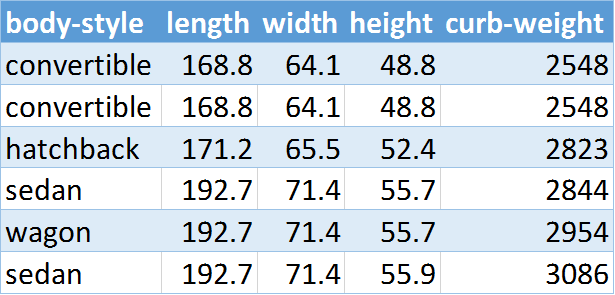 body-style length width height curb-weight
convertible 168.8 64.1 48.8 2548
convertible 168.8 64.1 48.8 2548
hatchback 171.2 65.5 52.4 2823
sedan 192.7 71.4 55.7 2844
wagon 192.7 71.4 55.7 2954
sedan 192.7 71.4 55.9 3086